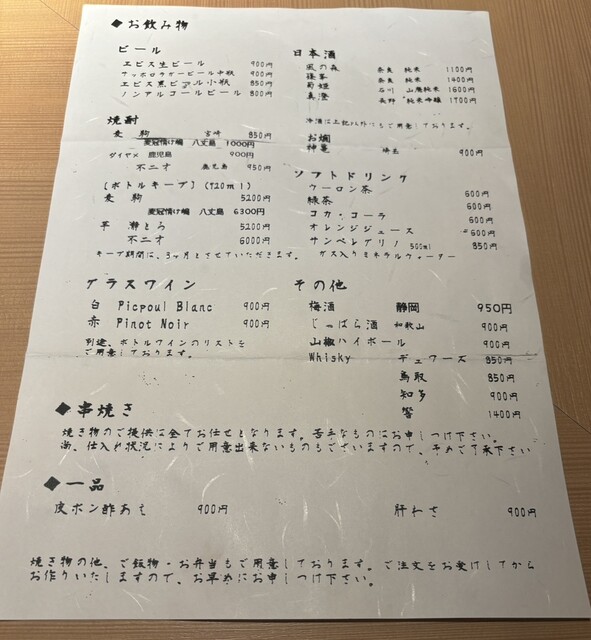 ◆お飲み物
ビール
エビス生ビール 900円
サッポロラガービール中瓶 900円
エビス黒ビール小瓶 850円
ノンアルコールビール 800円
焼酎
麦 駒 宮崎 850円
麦冠情け嶋 八丈島 1000円
ダイヤメ 鹿児島 900円
不二才 鹿児島 950円
[ボトルキープ] (720ml)
麦 駒 5200円
麦冠情け嶋 八丈島 6300円
芋 瀞とろ 5200円
不二才 6000円
キープ期間は、3ヶ月とさせていただきます。
グラスワイン
白 Picpoul Blanc 900円
赤 Pinot Noir 900円
別途、ボトルワインのリストを
ご用意しております。
日本酒
風の森 奈良 純米 1100円
篠峯 奈良 純米 1400円
菊姫 石川 山廃純米 1600円
真澄 長野 純米吟醸 1700円
冷酒は上記以外にもご用意しております。
お燗
神亀 埼玉 900円
ソフトドリンク
ウーロン茶 600円
緑茶 600円
コカ・コーラ 600円
オレンジジュース 600円
サンペレグリノ 500ml 850円
ガス入りミネラルウォーター
その他
梅酒 静岡 950円
じゃばら酒 和歌山 900円
山椒ハイボール 900円
Whisky デュワーズ 850円
鳥取 850円
知多 900円
響 1400円
◆串焼き
焼き物のご提供は全てお任せとなります。苦手なものはお申しつけ下さい。
尚、仕入れ状況によりご用意出来ないものもございますので、予めご了承下さい
◆一品
皮ポン酢あえ 900円
肝わさ 900円
焼き物の他、ご飯物・お弁当もご用意しております。ご注文をお受けしてから
お作りいたしますので、お早めにお申しつけ下さい。